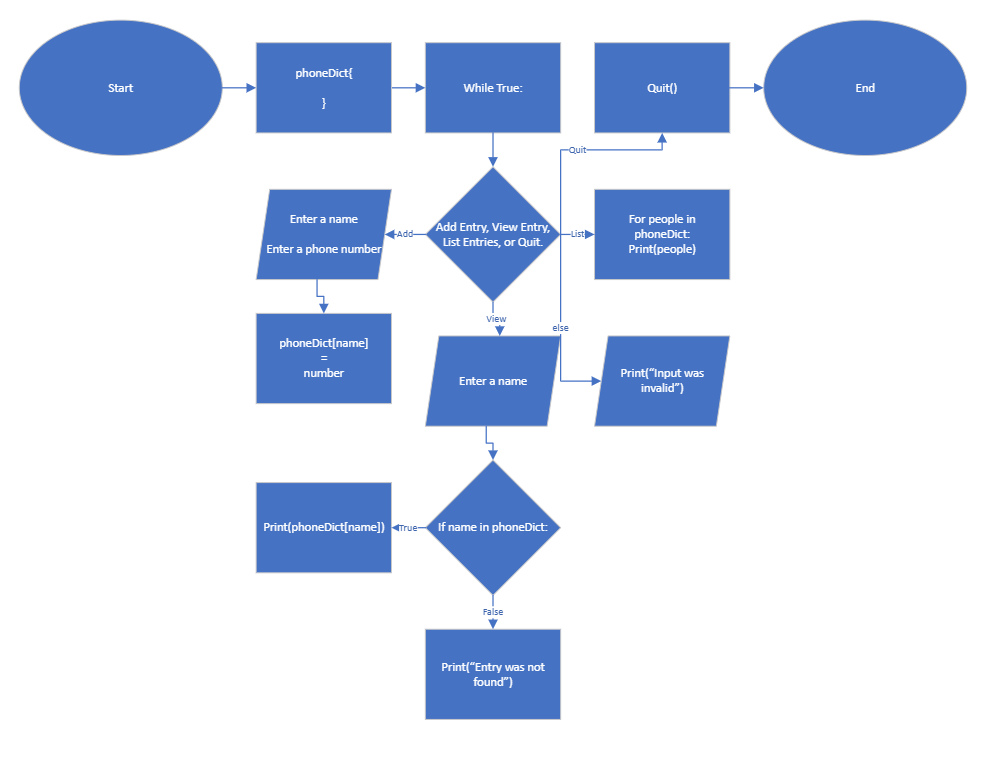 Start
phoneDict{
}
While True:
Quit()
End
Quit
Enter a name
Enter a phone number
Add
Add Entry, View Entry,
List Entries, or Quit.
List
For people in
phoneDict:
Print(people)
View
else
phoneDict[name]
=
number
Enter a name
Print(“Input was
invalid”)
Print(phoneDict[name])
True
If name in phoneDict:
False
Print(“Entry was not
found”)